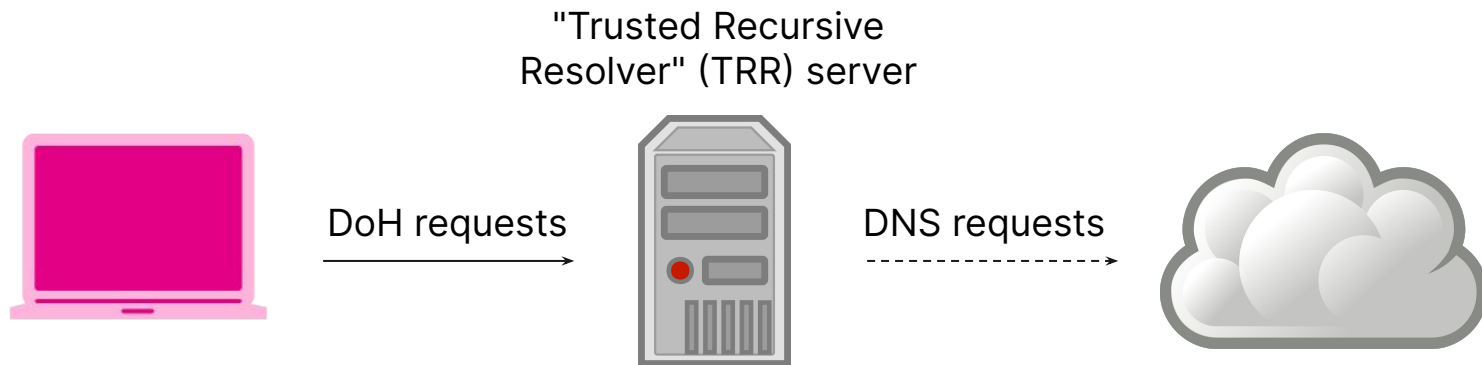 "Trusted Recursive
Resolver" (TRR) server
DoH requests
DNS requests